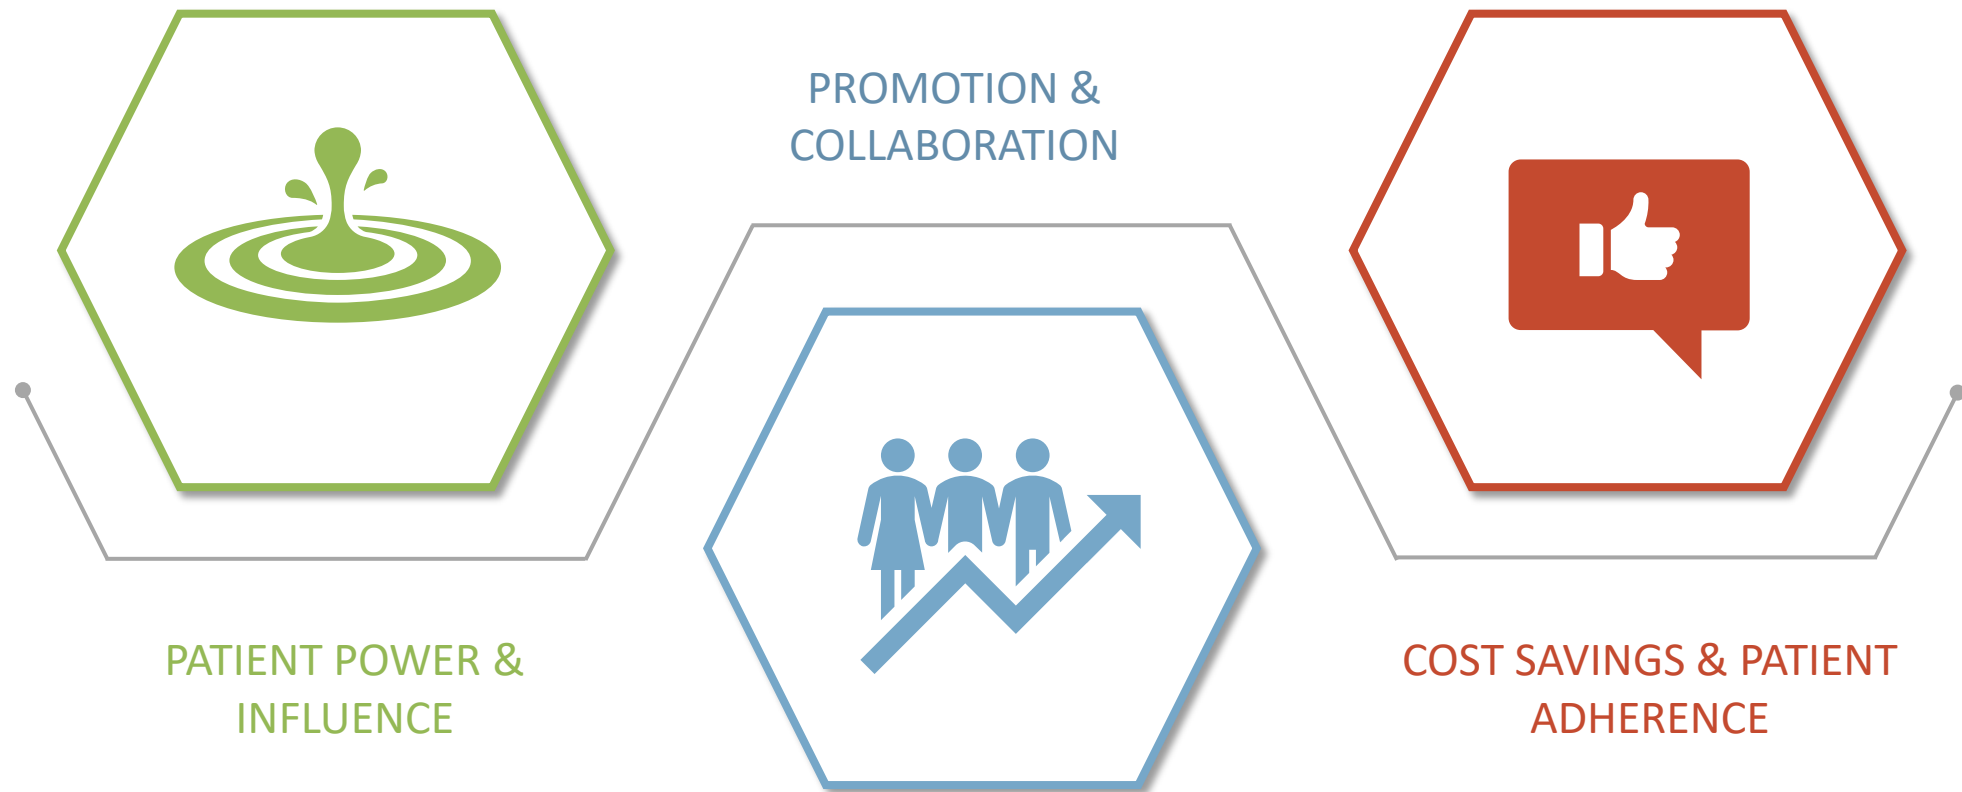 PROMOTION &
COLLABORATION
PATIENT POWER &
INFLUENCE
COST SAVINGS & PATIENT
ADHERENCE